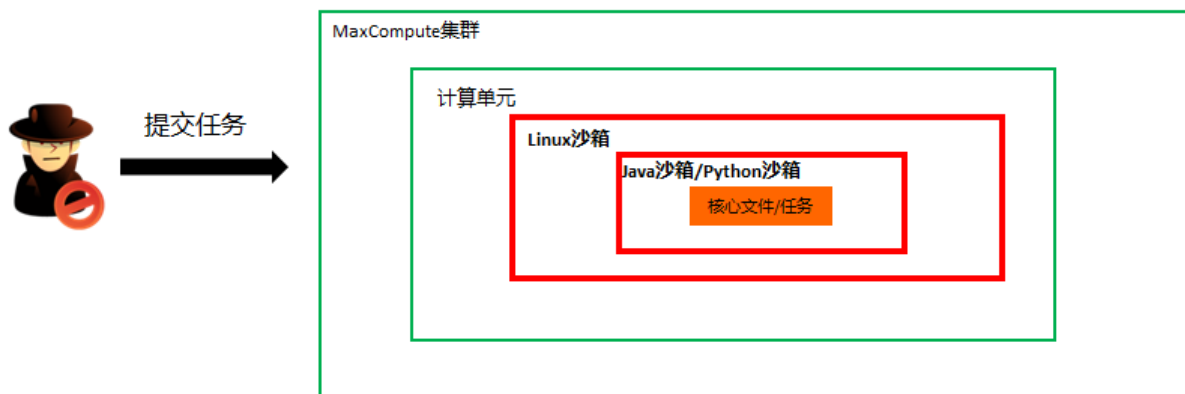 MaxCompute集群
计算单元
提交任务
Linux沙箱
Java沙箱/Python沙箱
核心文件/任务